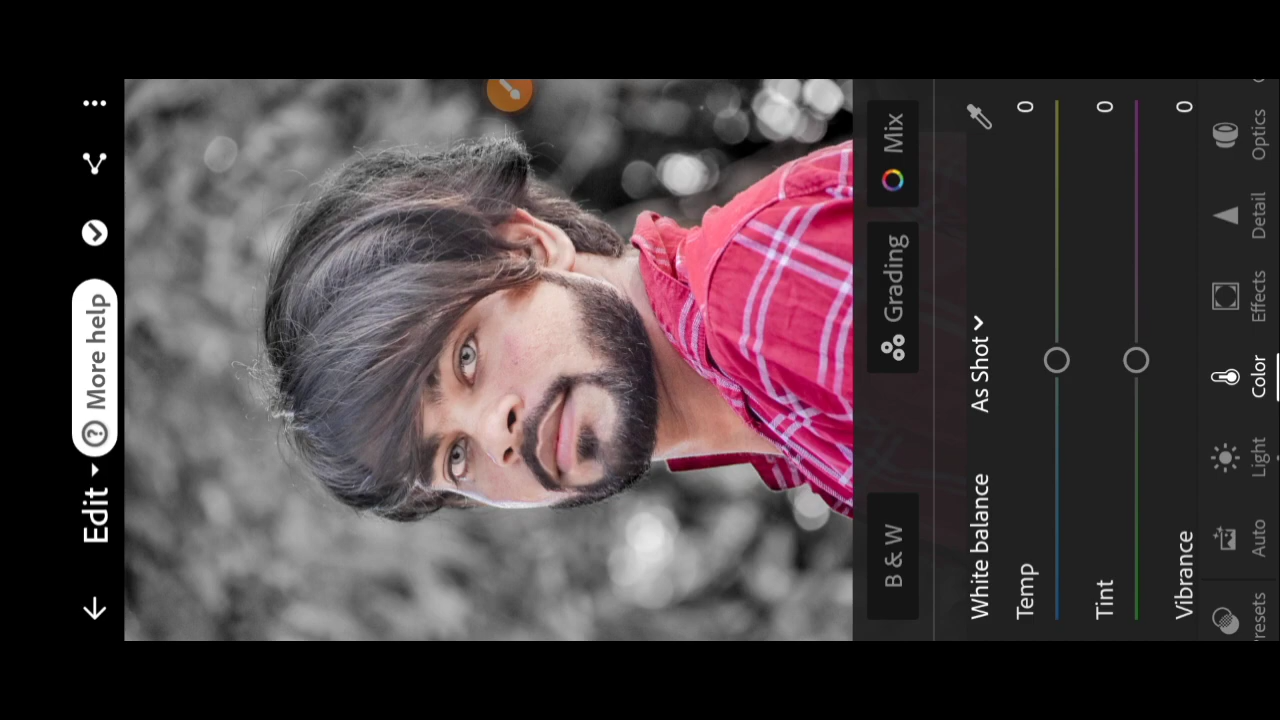 Edit
More help
B & W
Grading
Mix
White balance
As Shot
Temp
0
Tint
0
Vibrance
0
resets
Auto
Light
Color
Effects
Detail
Optics